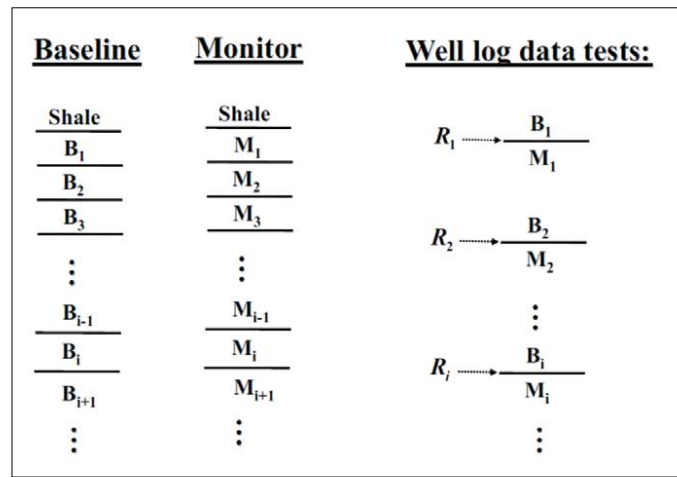 Baseline
Monitor
Well log data tests:
Shale
B₁
B₂
B₃
⋮
Bᵢ₋₁
Bᵢ
Bᵢ₊₁
⋮
Shale
M₁
M₂
M₃
⋮
Mᵢ₋₁
Mᵢ
Mᵢ₊₁
⋮
R₁ B₁
M₁
R₂ B₂
M₂
⋮
Rᵢ Bᵢ
Mᵢ
⋮